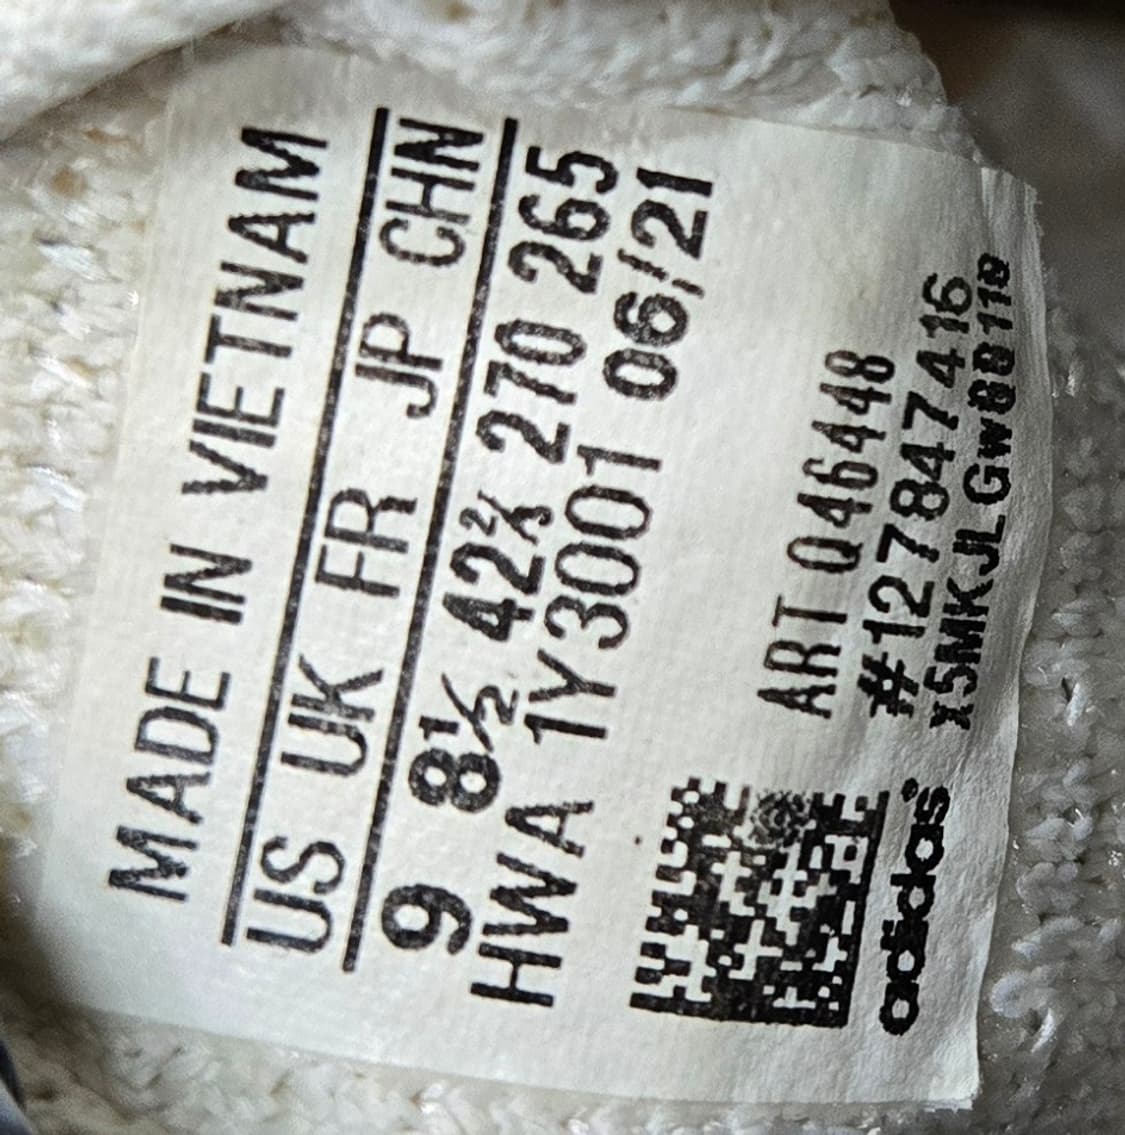 MADE IN VIETNAM
US UK FR JP CHN
9 8½ 42⅔ 270 265
HWA 1Y3001 06/21
ART Q46448
#127847416
x5MKJLGw88118
adidas®